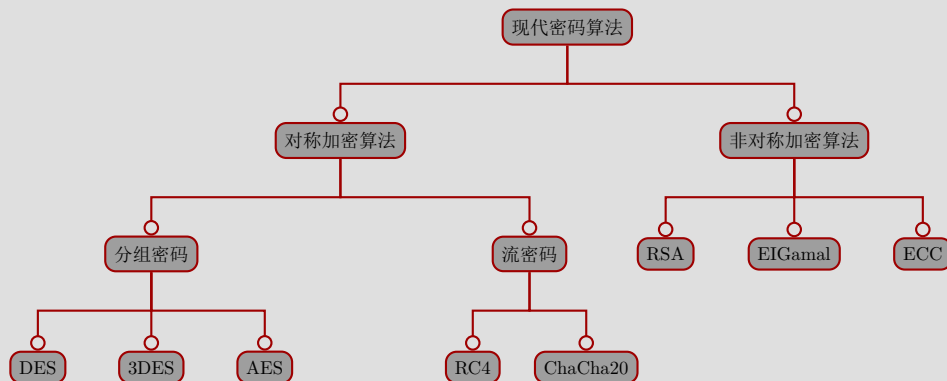 现代密码算法
对称加密算法
非对称加密算法
分组密码
流密码
RSA
EIGamal
ECC
DES
3DES
AES
RC4
ChaCha20